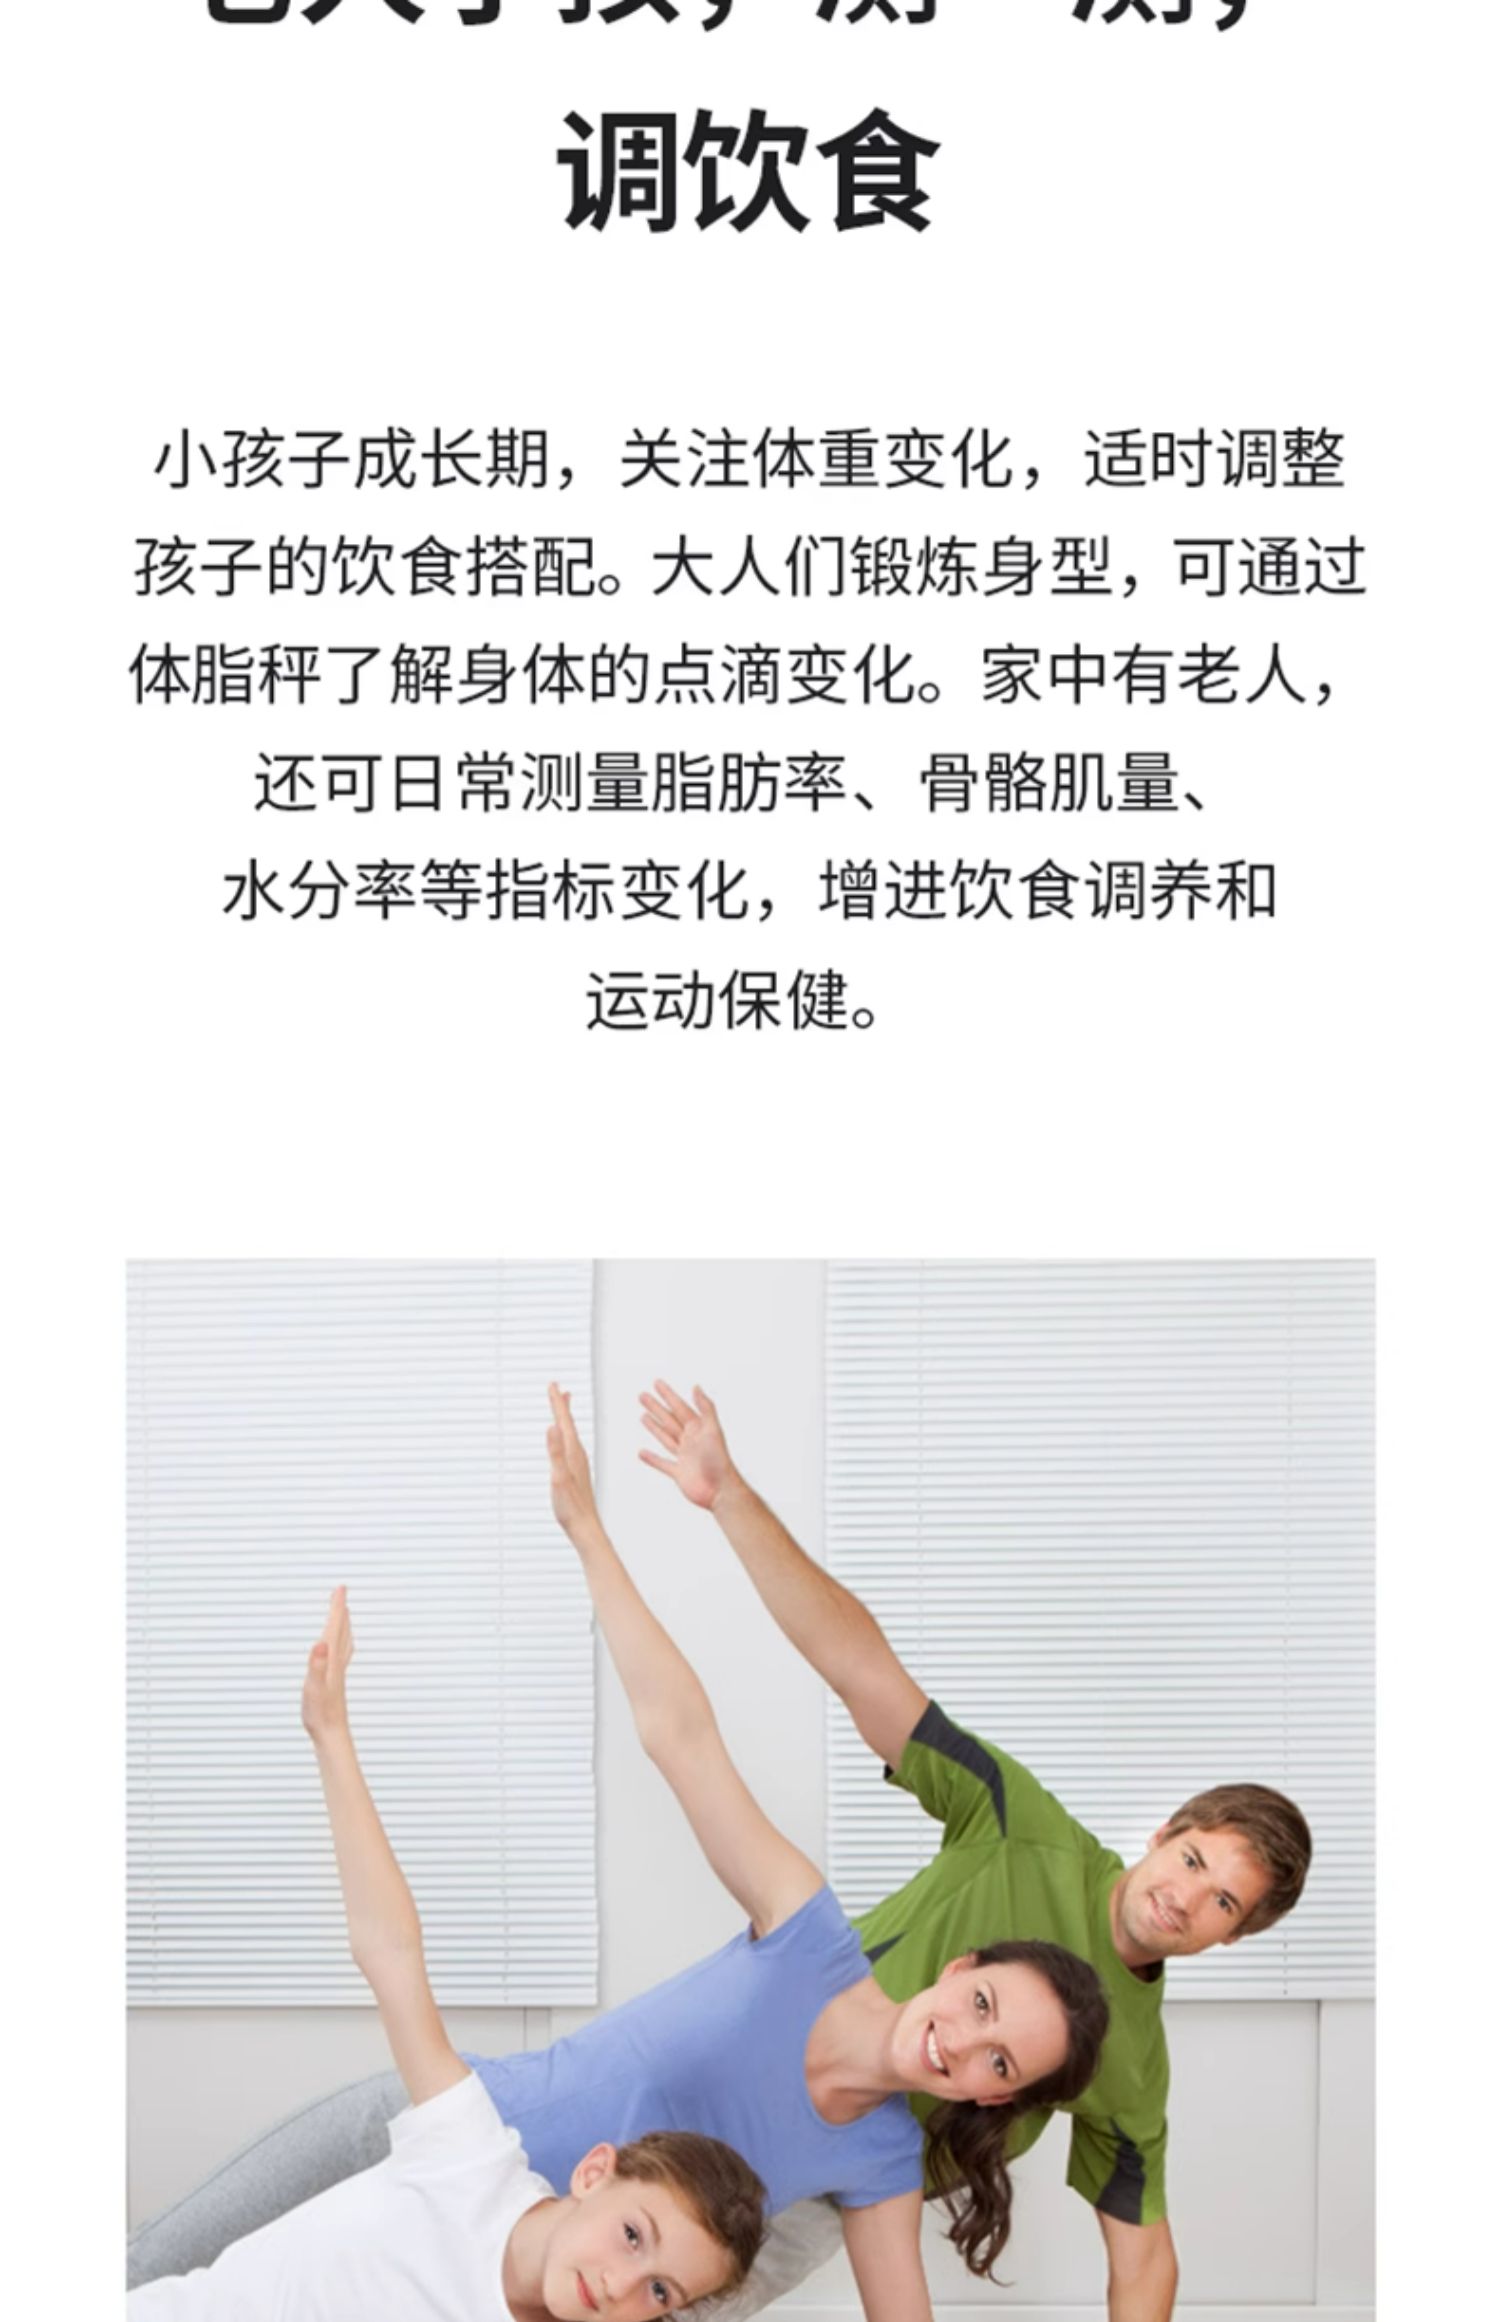 调饮食
小孩子成长期，关注体重变化，适时调整
孩子的饮食搭配。大人们锻炼身型，可通过
体脂秤了解身体的点滴变化。家中有老人，
还可日常测量脂肪率、骨骼肌量、
水分率等指标变化，增进饮食调养和
运动保健。